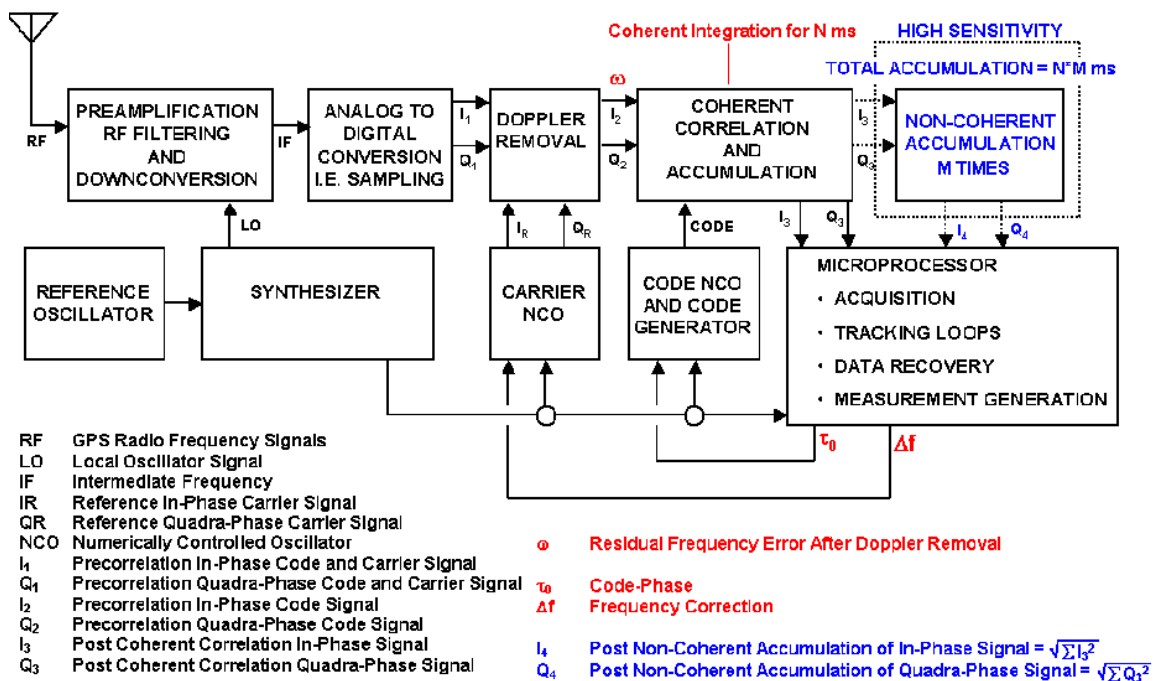 Coherent Integration for N ms
HIGH SENSITIVITY
TOTAL ACCUMULATION = N*M ms
RF
PREAMPLIFICATION
RF FILTERING
AND
DOWNCONVERSION
IF
ANALOG TO
DIGITAL
CONVERSION
I.E. SAMPLING
I₁
Q₁
DOPPLER
REMOVAL
ω
I₂
Q₂
COHERENT
CORRELATION
AND
ACCUMULATION
I₃
Q₃
NON-COHERENT
ACCUMULATION
M TIMES
LO
I_R
Q_R
CODE
I₃
Q₃
I₄
Q₄
REFERENCE
OSCILLATOR
SYNTHESIZER
CARRIER
NCO
CODE NCO
AND CODE
GENERATOR
MICROPROCESSOR
· ACQUISITION
· TRACKING LOOPS
· DATA RECOVERY
· MEASUREMENT GENERATION
τ₀
Δf
RF GPS Radio Frequency Signals
LO Local Oscillator Signal
IF Intermediate Frequency
IR Reference In-Phase Carrier Signal
QR Reference Quadra-Phase Carrier Signal
NCO Numerically Controlled Oscillator
I₁ Precorrelation In-Phase Code and Carrier Signal
Q₁ Precorrelation Quadra-Phase Code and Carrier Signal
I₂ Precorrelation In-Phase Code Signal
Q₂ Precorrelation Quadra-Phase Code Signal
I₃ Post Coherent Correlation In-Phase Signal
Q₃ Post Coherent Correlation Quadra-Phase Signal
ω Residual Frequency Error After Doppler Removal
τ₀ Code-Phase
Δf Frequency Correction
I₄ Post Non-Coherent Accumulation of In-Phase Signal = √∑I₃²
Q₄ Post Non-Coherent Accumulation of Quadra-Phase Signal = √∑Q₃²